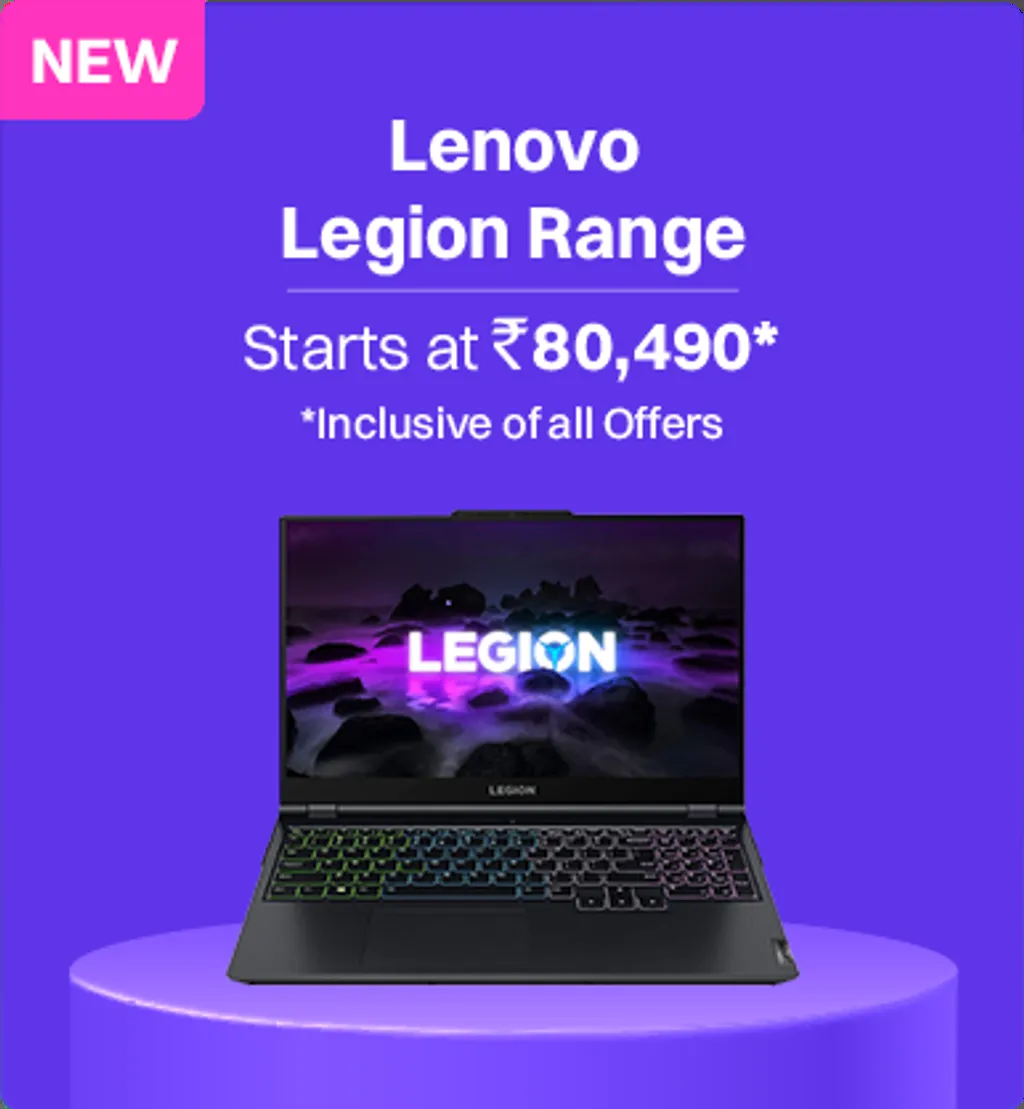 NEW
Lenovo
Legion Range
Starts at ₹80,490*
*Inclusive of all Offers
LEGION
LEGION